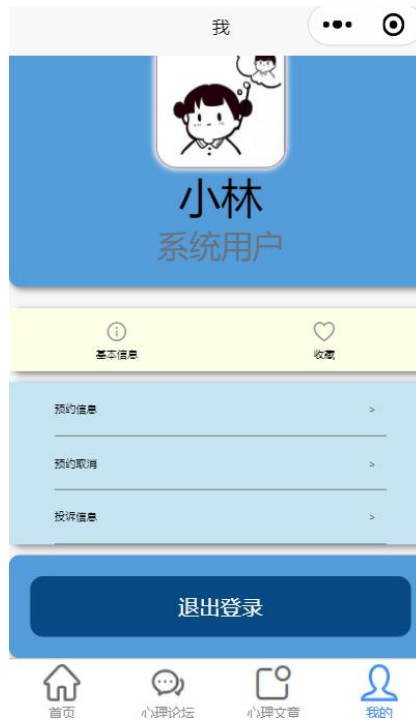 我
小林
系统用户
基本信息
收藏
预约信息 >
预约取消 >
投诉信息 >
退出登录
首页
心理论坛
心理文章
我的